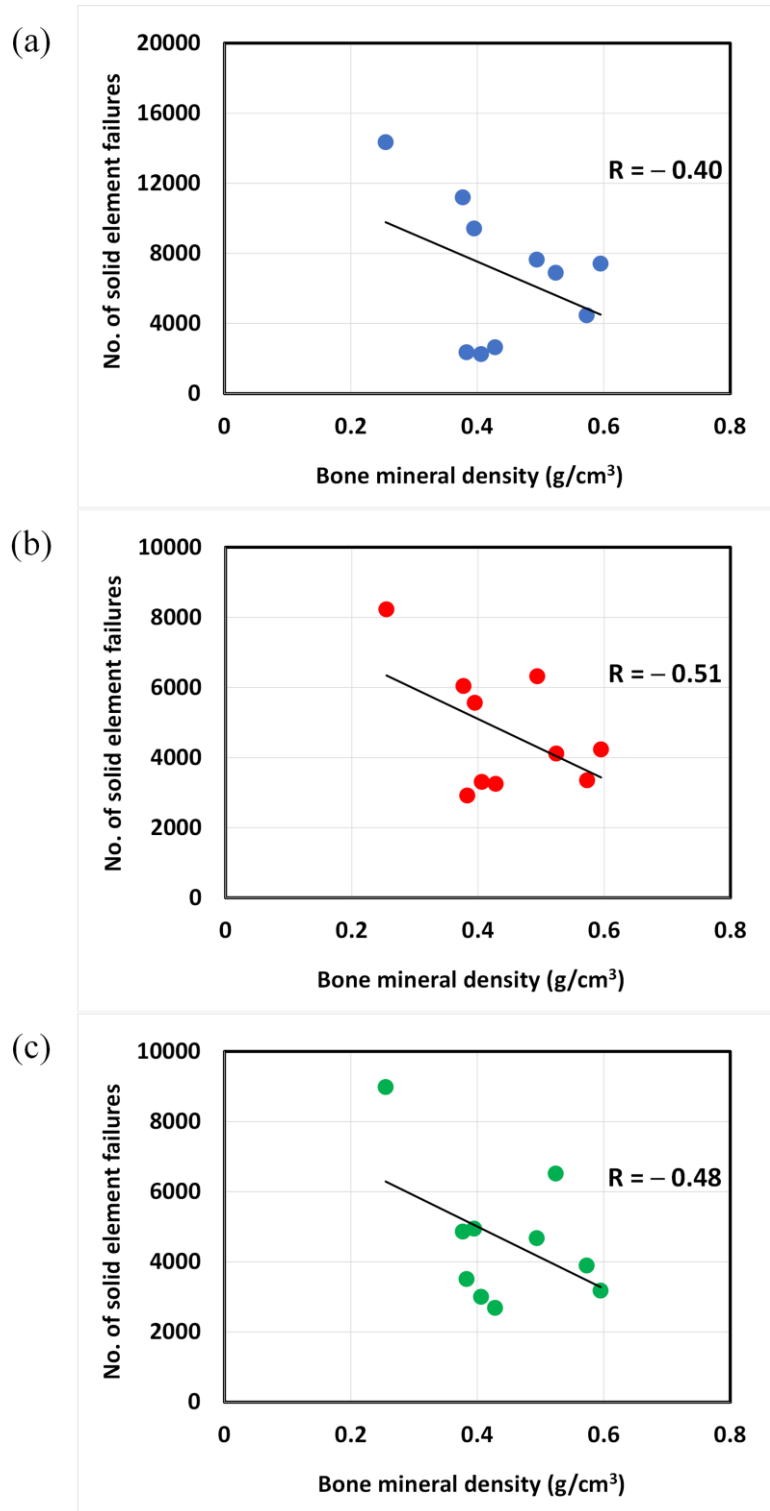 (a)
No. of solid element failures
20000
16000
12000
8000
4000
0
R = – 0.40
0 0.2 0.4 0.6 0.8
Bone mineral density (g/cm³)
(b)
No. of solid element failures
10000
8000
6000
4000
2000
0
R = – 0.51
0 0.2 0.4 0.6 0.8
Bone mineral density (g/cm³)
(c)
No. of solid element failures
10000
8000
6000
4000
2000
0
R = – 0.48
0 0.2 0.4 0.6 0.8
Bone mineral density (g/cm³)